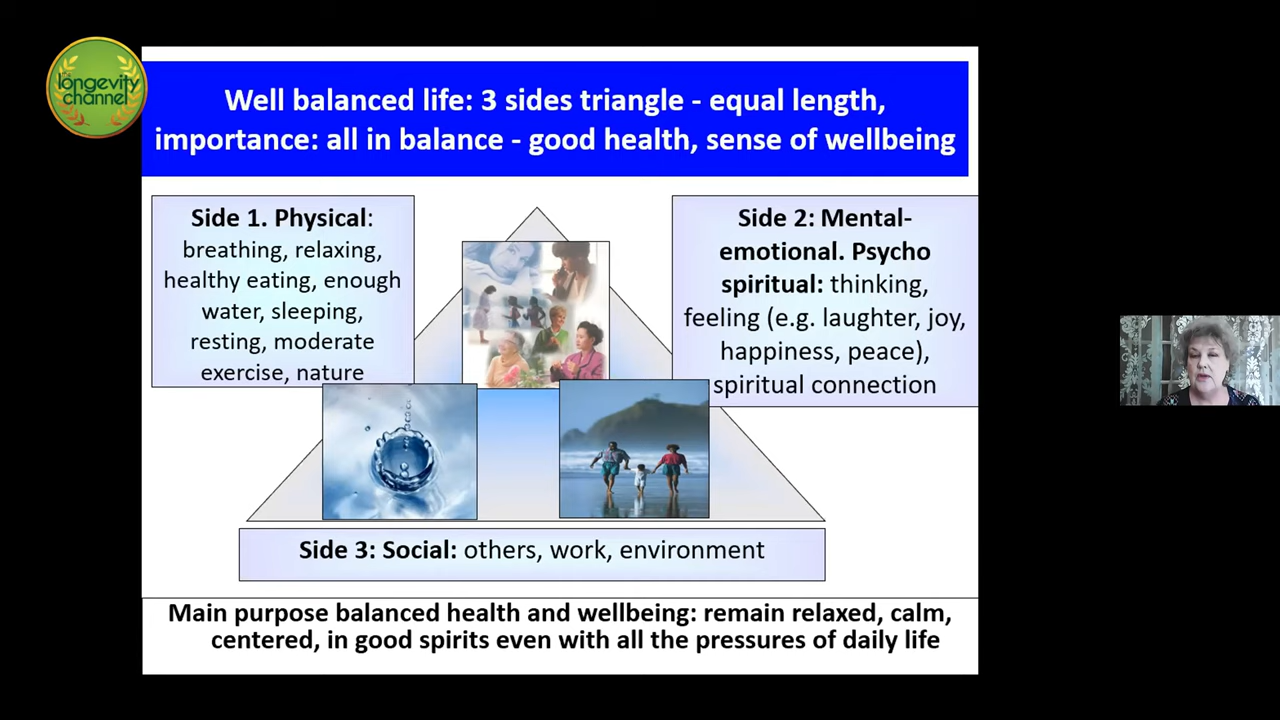 the
longevity
channel
Well balanced life: 3 sides triangle - equal length,
importance: all in balance - good health, sense of wellbeing
Side 1. Physical:
breathing, relaxing,
healthy eating, enough
water, sleeping,
resting, moderate
exercise, nature
Side 2: Mental-
emotional. Psycho
spiritual: thinking,
feeling (e.g. laughter, joy,
happiness, peace),
spiritual connection
Side 3: Social: others, work, environment
Main purpose balanced health and wellbeing: remain relaxed, calm,
centered, in good spirits even with all the pressures of daily life